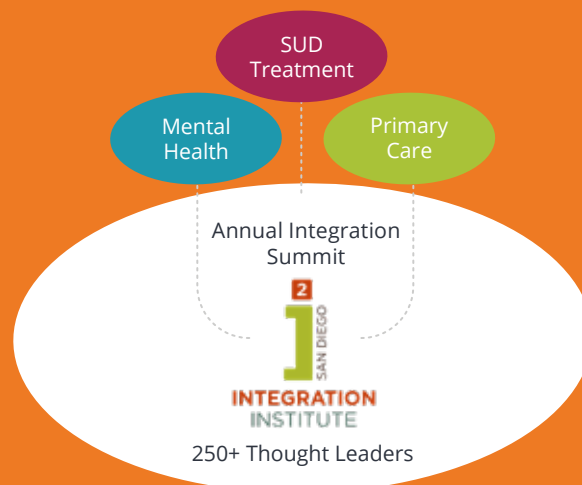 SUD
Treatment
Mental
Health
Primary
Care
Annual Integration
Summit
2
i
SAN DIEGO
INTEGRATION
INSTITUTE
250+ Thought Leaders